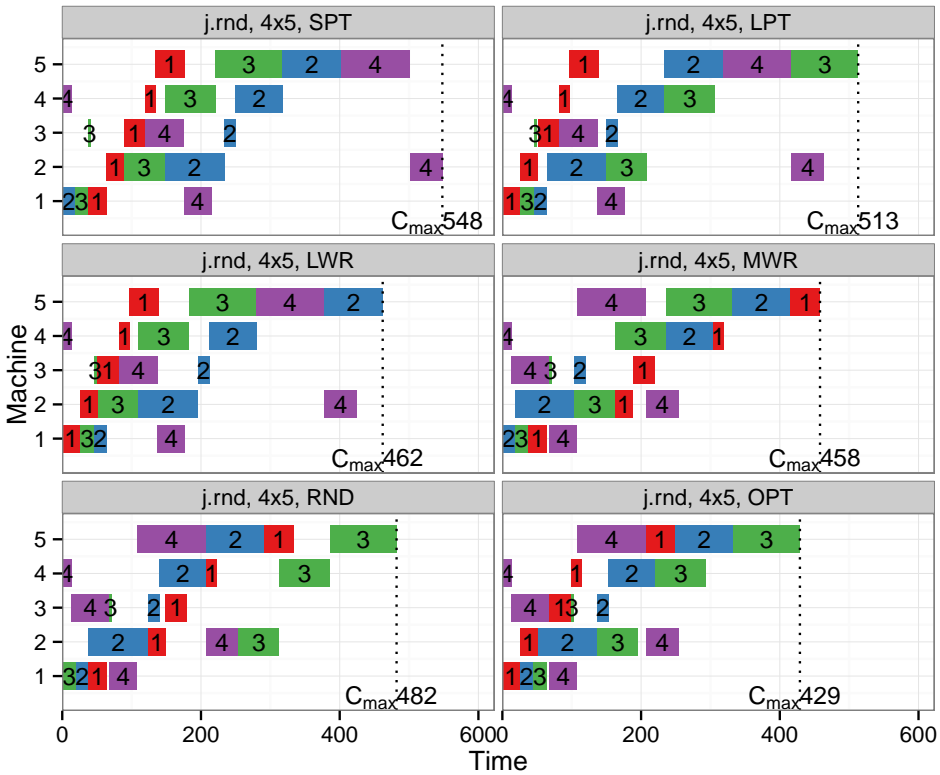 j.rnd, 4x5, SPT
j.rnd, 4x5, LPT
5 1 3 2 4
1 2 4 3
4 4 1 3 2
4 1 2 3
3 3 1 4 2
3 1 4 2
2 1 3 2 4
1 2 3 4
1 2 3 1 4
1 3 2 4
Cmax548
Cmax513
j.rnd, 4x5, LWR
j.rnd, 4x5, MWR
5 1 3 4 2
4 3 2 1
4 4 1 3 2
4 3 2 1
3 3 1 4 2
4 3 2 1
2 1 3 2 4
2 3 1 4
1 1 3 2 4
2 3 1 4
Cmax462
Cmax458
j.rnd, 4x5, RND
j.rnd, 4x5, OPT
5 4 2 1 3
4 1 2 3
4 4 2 1 3
4 1 2 3
3 4 3 2 1
4 1 3 2
2 2 1 4 3
1 2 3 4
1 3 2 1 4
1 2 3 4
Cmax482
Cmax429
0 200 400 600
0 200 400 600
Machine
Time